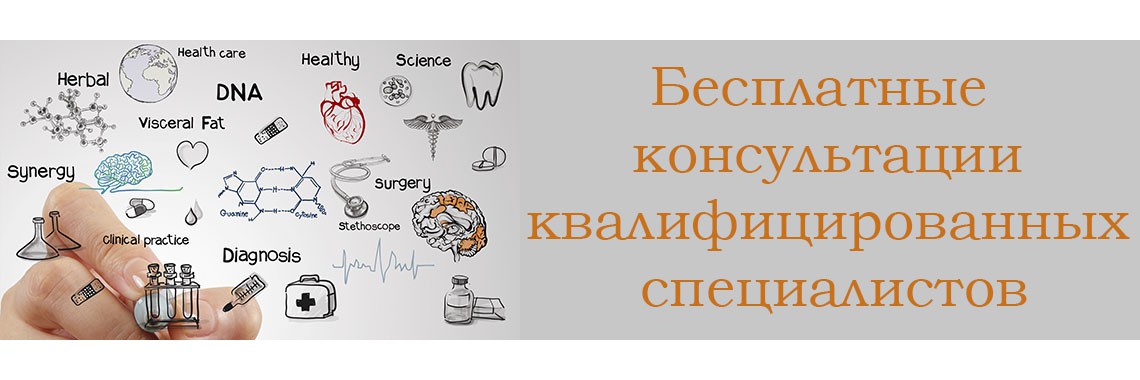 Health care
Healthy
Science
Herbal
DNA
Visceral Fat
Synergy
Surgery
Guanine
Cytosine
Stethoscope
Clinical practice
Diagnosis
Бесплатные
консультации
квалифицированных
специалистов